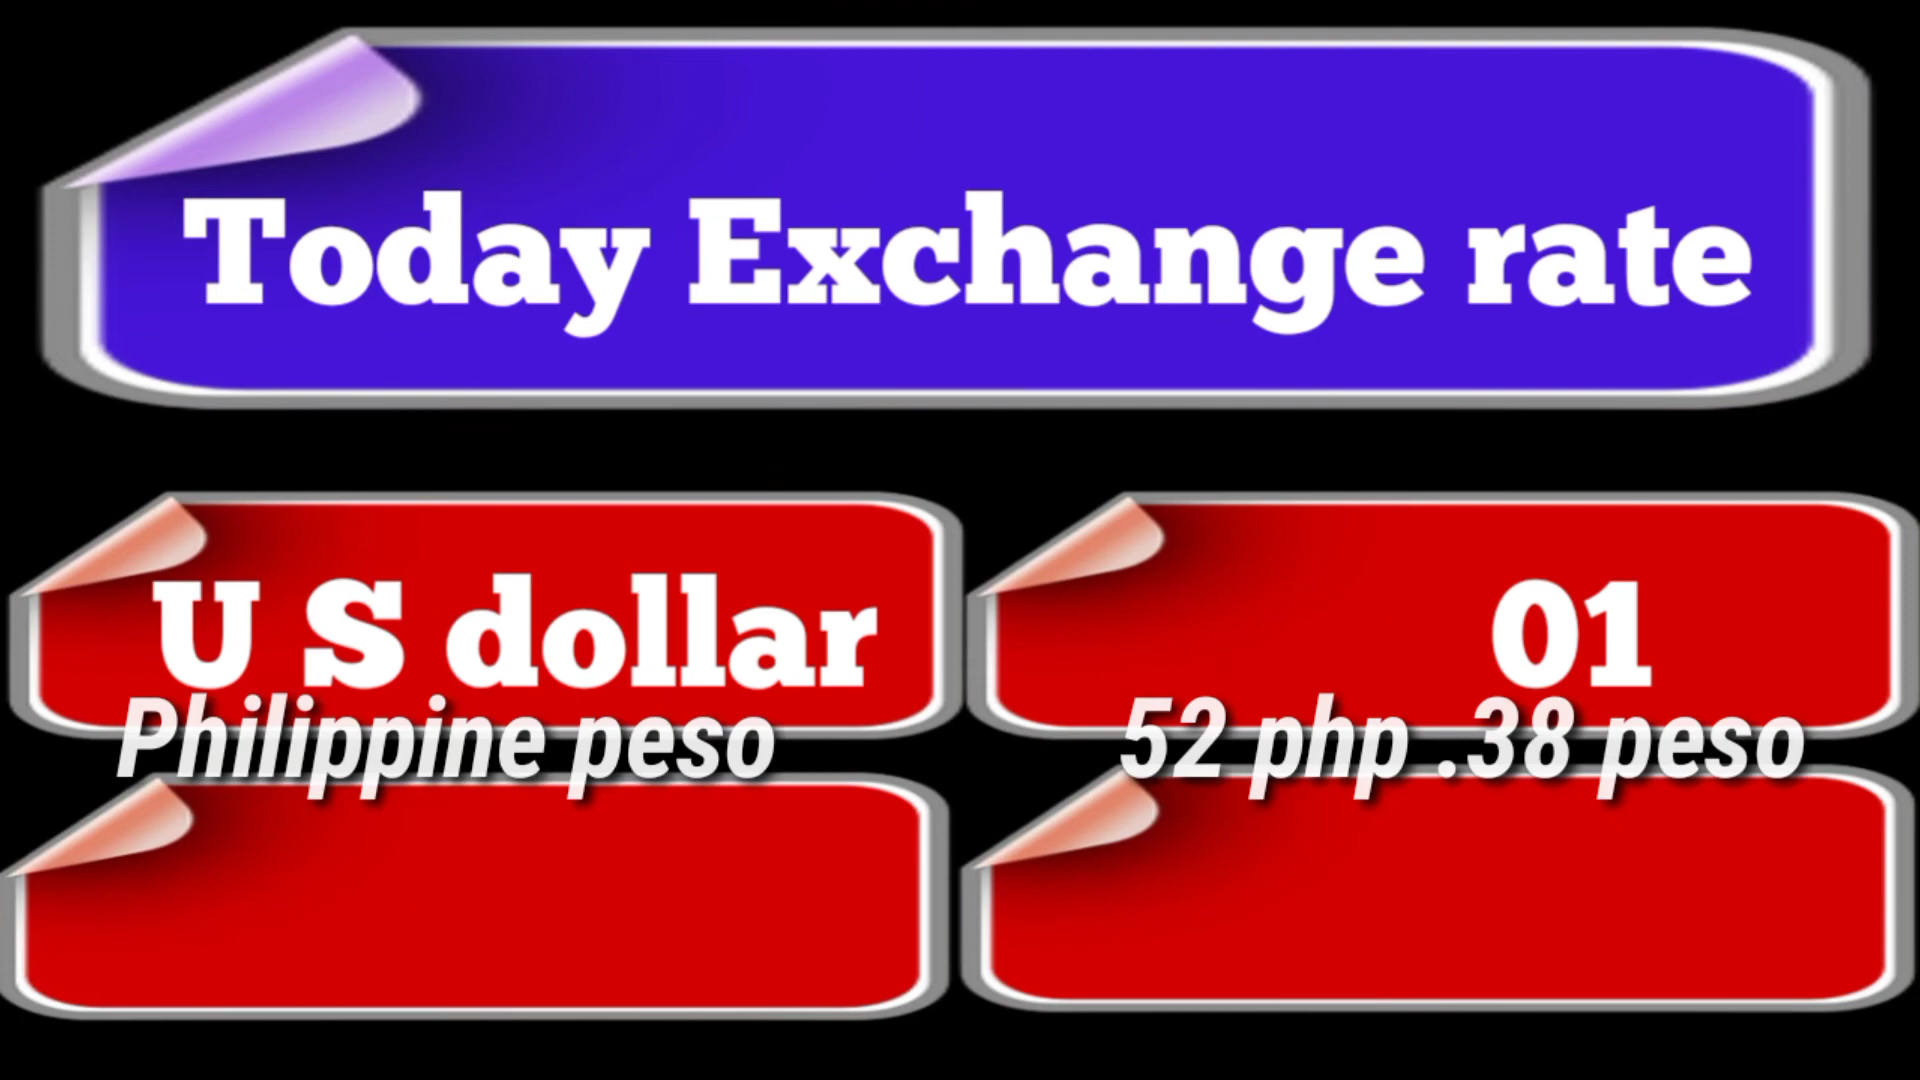 Today Exchange rate
U S dollar 01
Philippine peso 52 php .38 peso